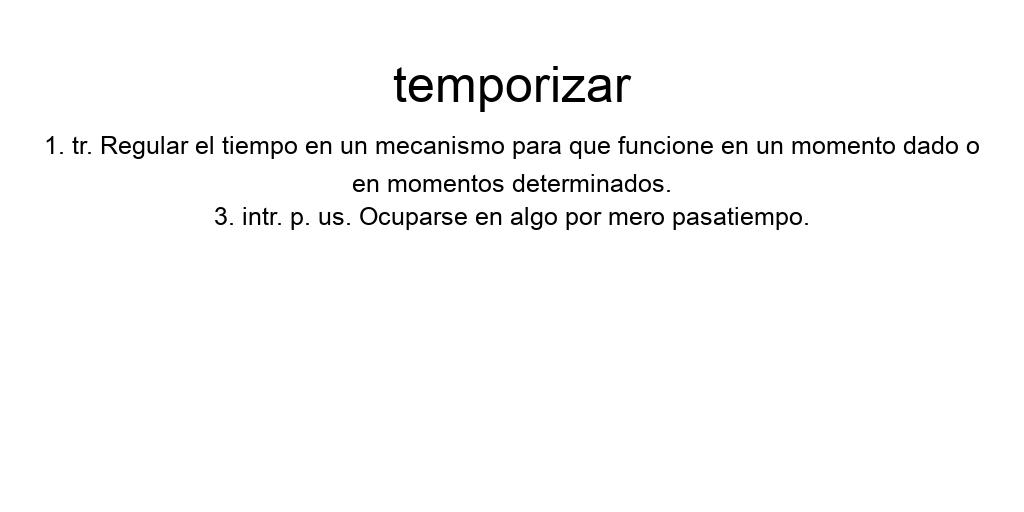 temporizar
1. tr. Regular el tiempo en un mecanismo para que funcione en un momento dado o
en momentos determinados.
3. intr. p. us. Ocuparse en algo por mero pasatiempo.